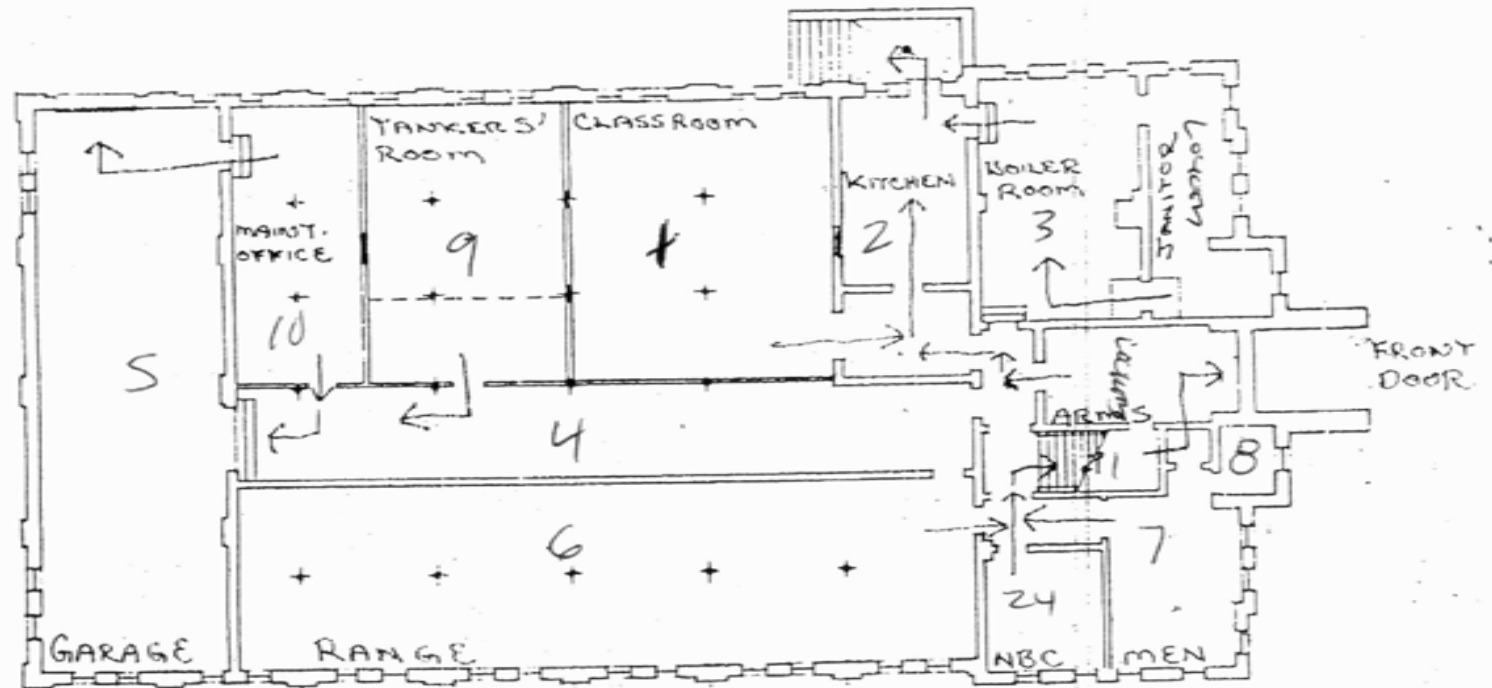 TANKERS'
ROOM
CLASSROOM
KITCHEN
BOILER
ROOM
JANITOR
MAINT.
OFFICE
9
2
3
10
5
FRONT
DOOR
ARMS
4
1
8
6
7
24
GARAGE
RANGE
NBC
MEN